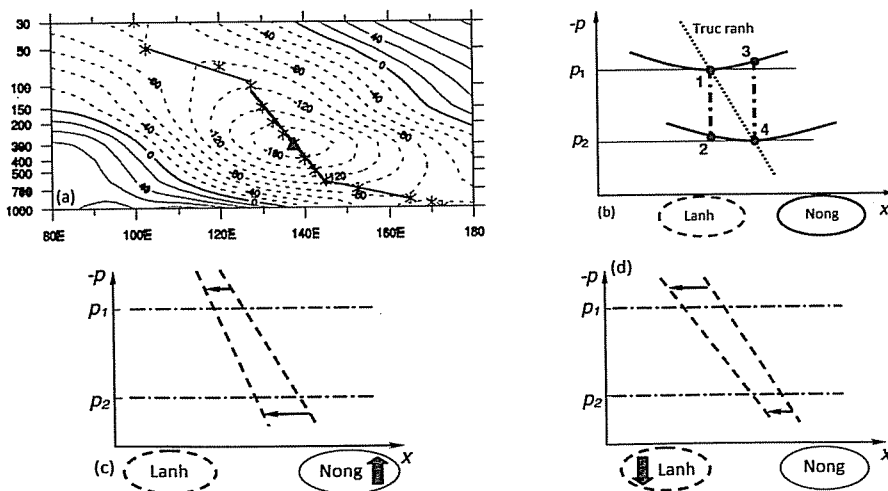 30
50
100
150
200
300
400
500
700
1000
80E 100E 120E 140E 160E 180
40
-40
40
0
-80
-80
-40
-120
0
-120
-160
-80
-120
-80
-80
-40
0
40
(a)
-p
Truc ranh
p₁
p₂
1
2
3
4
x
(b)
Lanh
Nong
-p
p₁
p₂
x
(c)
Lanh
Nong
(d)
-p
p₁
p₂
x
Lanh
Nong